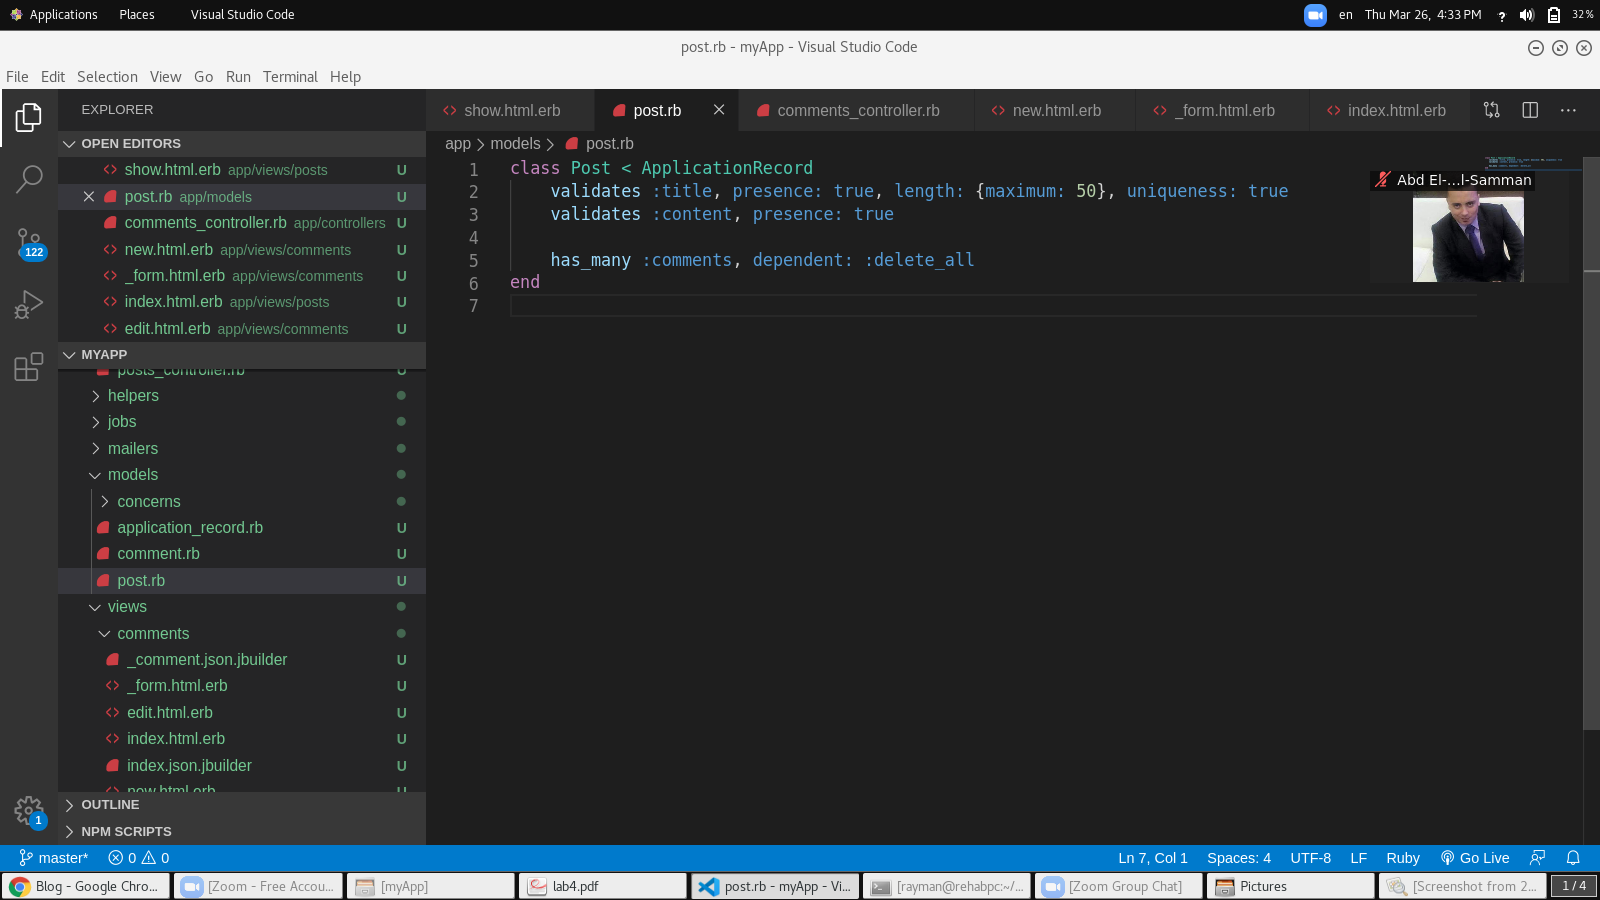 Applications Places Visual Studio Code en Thu Mar 26, 4:33 PM ? 32%
post.rb - myApp - Visual Studio Code
File Edit Selection View Go Run Terminal Help
EXPLORER
show.html.erb post.rb comments_controller.rb new.html.erb _form.html.erb index.html.erb
OPEN EDITORS
app models post.rb
show.html.erb app/views/posts U
post.rb app/models U
comments_controller.rb app/controllers U
new.html.erb app/views/comments U
_form.html.erb app/views/comments U
index.html.erb app/views/posts U
edit.html.erb app/views/comments U
1 class Post < ApplicationRecord
2 validates :title, presence: true, length: {maximum: 50}, uniqueness: true
3 validates :content, presence: true
4
5 has_many :comments, dependent: :delete_all
6 end
7
Abd El-...l-Samman
122
MYAPP
posts_controller.rb U
helpers
jobs
mailers
models
concerns
application_record.rb U
comment.rb U
post.rb U
views
comments
_comment.json.jbuilder U
_form.html.erb U
edit.html.erb U
index.html.erb U
index.json.jbuilder U
new.html.erb U
OUTLINE
1
NPM SCRIPTS
master* 0 0 Ln 7, Col 1 Spaces: 4 UTF-8 LF Ruby Go Live
Blog - Google Chro... [Zoom - Free Accou... [myApp] lab4.pdf post.rb - myApp - Vi... [rayman@rehabpc:~/... [Zoom Group Chat] Pictures [Screenshot from 2... 1 / 4